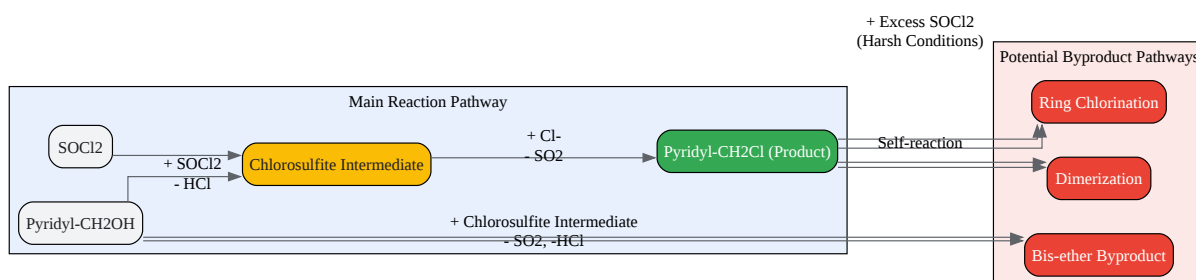 + Excess SOCl2
(Harsh Conditions)
Potential Byproduct Pathways
Main Reaction Pathway
Ring Chlorination
SOCl2
+ SOCl2
- HCl
Chlorosulfite Intermediate
+ Cl-
- SO2
Pyridyl-CH2Cl (Product)
Self-reaction
Dimerization
Pyridyl-CH2OH
+ Chlorosulfite Intermediate
- SO2, -HCl
Bis-ether Byproduct